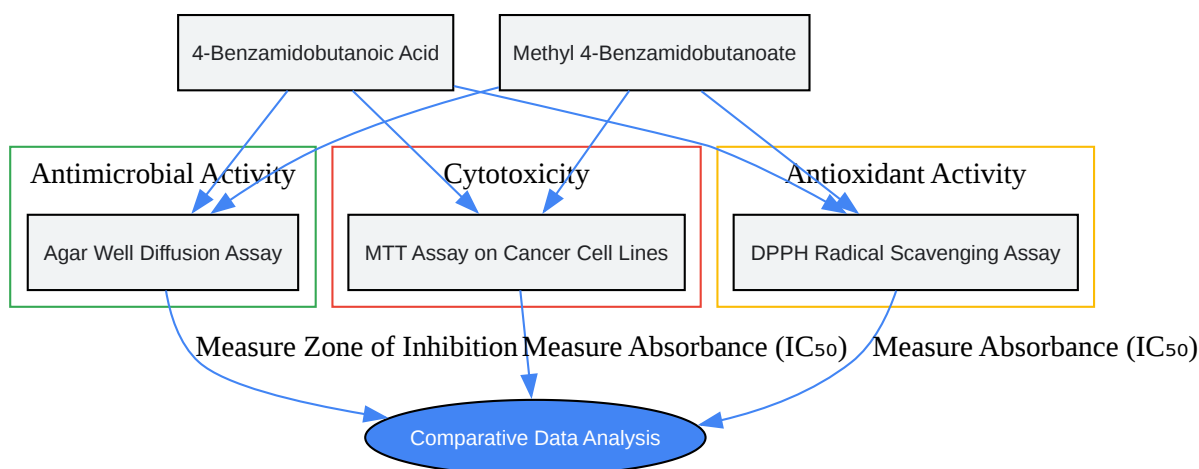 4-Benzamidobutanoic Acid
Methyl 4-Benzamidobutanoate
Antimicrobial Activity
Cytotoxicity
Antioxidant Activity
Agar Well Diffusion Assay
MTT Assay on Cancer Cell Lines
DPPH Radical Scavenging Assay
Measure Zone of Inhibition
Measure Absorbance (IC₅₀)
Measure Absorbance (IC₅₀)
Comparative Data Analysis